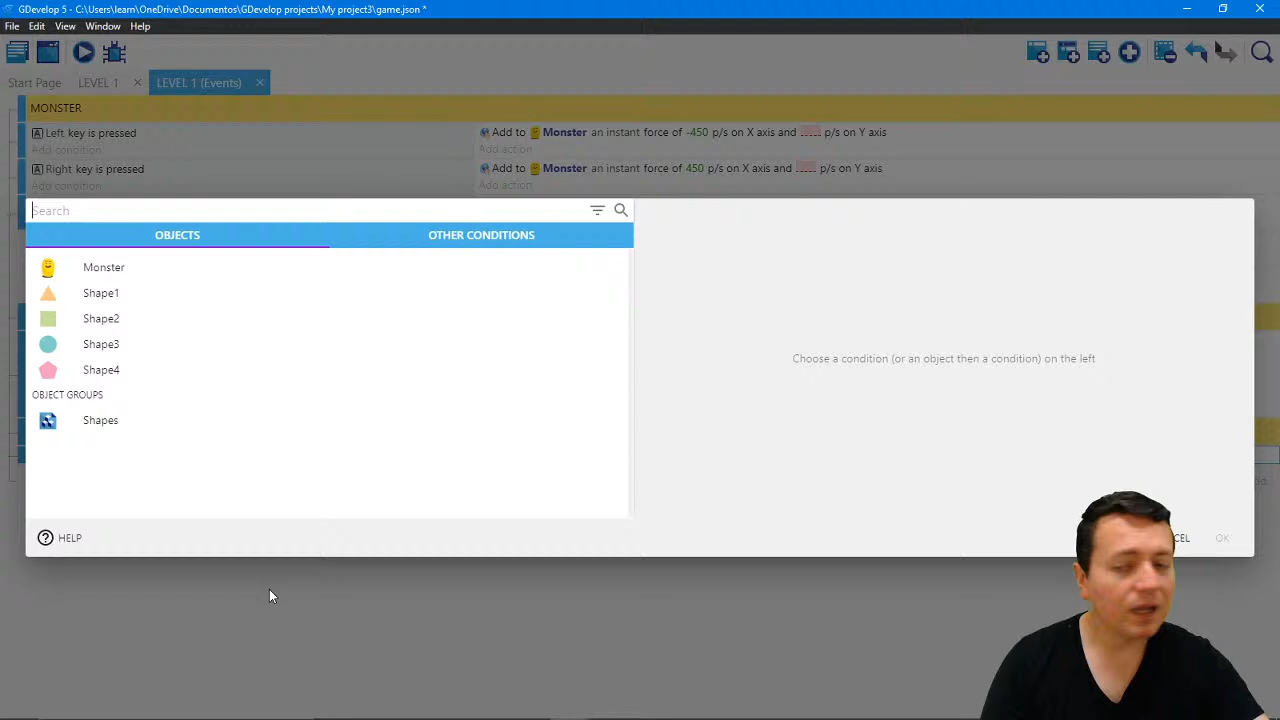 GDevelop 5 - C:\Users\learn\OneDrive\Documentos\GDevelop projects\My project3\game.json *
File Edit View Window Help
Start Page LEVEL 1 × LEVEL 1 (Events) ×
MONSTER
Left key is pressed
Add condition
Add to Monster an instant force of -450 p/s on X axis and p/s on Y axis
Add action
Right key is pressed
Add condition
Add to Monster an instant force of 450 p/s on X axis and p/s on Y axis
Add action
Search
OBJECTS
OTHER CONDITIONS
Monster
Shape1
Shape2
Shape3
Shape4
OBJECT GROUPS
Shapes
Choose a condition (or an object then a condition) on the left
? HELP
OK